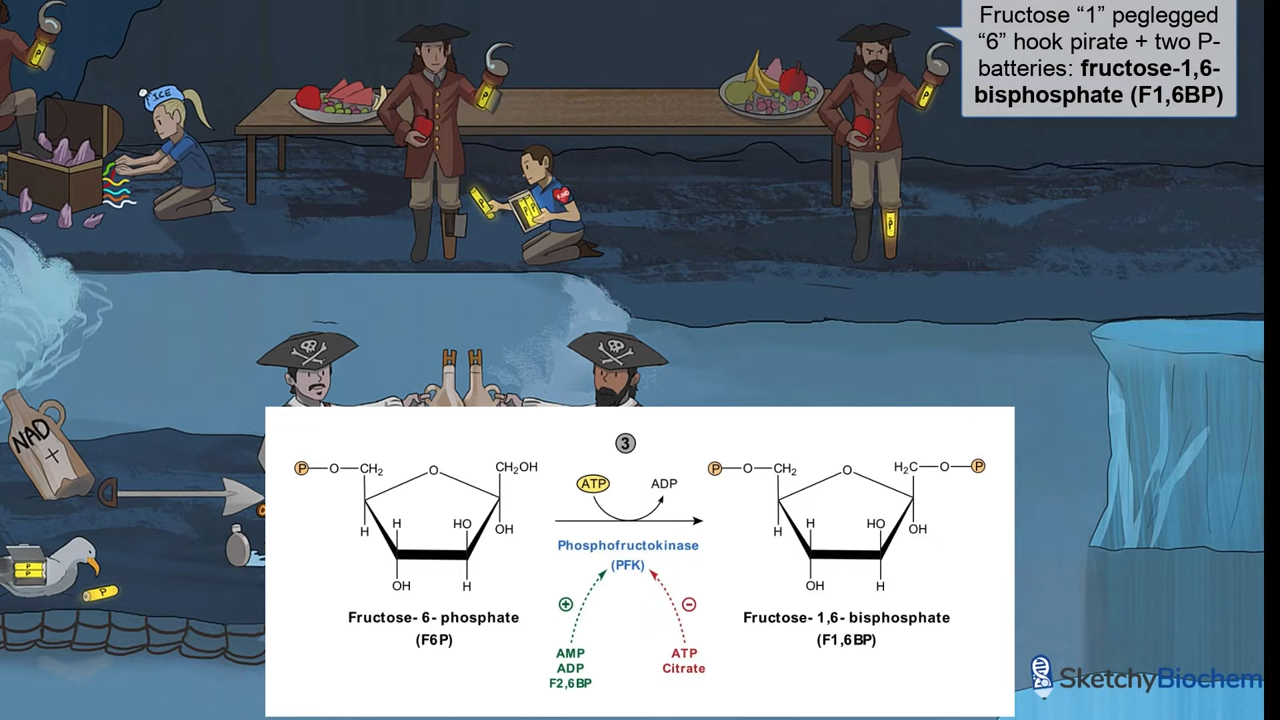 Fructose “1” peglegged
“6” hook pirate + two P-
batteries: fructose-1,6-
bisphosphate (F1,6BP)
P
P
P
ICE
P
P
P
NAD
+
P
3
P O CH₂
O
CH₂OH
ATP
ADP
P O CH₂
O
H₂C O P
H
H
HO
OH
H
H
HO
OH
OH
H
OH
H
Phosphofructokinase
(PFK)
+
−
Fructose- 6- phosphate
(F6P)
Fructose- 1,6- bisphosphate
(F1,6BP)
AMP
ADP
F2,6BP
ATP
Citrate
SketchyBiochem